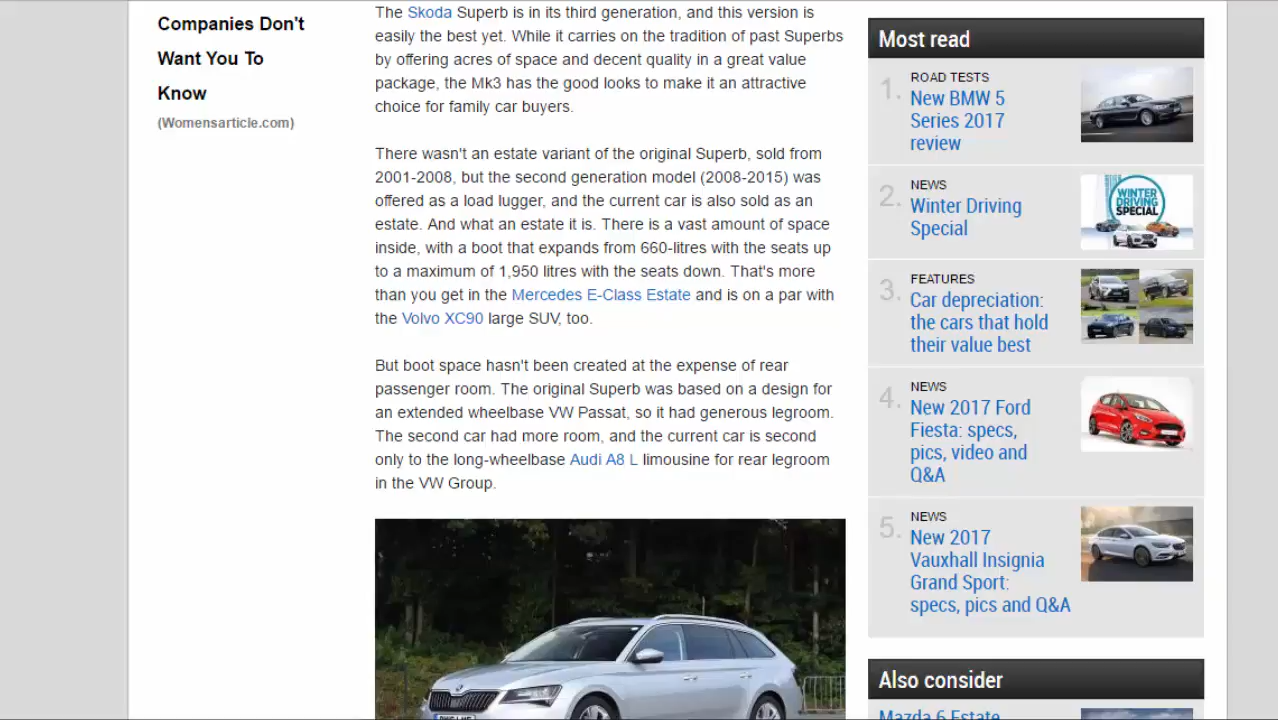 Companies Don't
Want You To
Know
(Womensarticle.com)
The Skoda Superb is in its third generation, and this version is
easily the best yet. While it carries on the tradition of past Superbs
by offering acres of space and decent quality in a great value
package, the Mk3 has the good looks to make it an attractive
choice for family car buyers.
There wasn't an estate variant of the original Superb, sold from
2001-2008, but the second generation model (2008-2015) was
offered as a load lugger, and the current car is also sold as an
estate. And what an estate it is. There is a vast amount of space
inside, with a boot that expands from 660-litres with the seats up
to a maximum of 1,950 litres with the seats down. That's more
than you get in the Mercedes E-Class Estate and is on a par with
the Volvo XC90 large SUV, too.
But boot space hasn't been created at the expense of rear
passenger room. The original Superb was based on a design for
an extended wheelbase VW Passat, so it had generous legroom.
The second car had more room, and the current car is second
only to the long-wheelbase Audi A8 L limousine for rear legroom
in the VW Group.
Most read
1.
ROAD TESTS
New BMW 5
Series 2017
review
2.
NEWS
Winter Driving
Special
WINTER
DRIVING
SPECIAL
3.
FEATURES
Car depreciation:
the cars that hold
their value best
4.
NEWS
New 2017 Ford
Fiesta: specs,
pics, video and
Q&A
5.
NEWS
New 2017
Vauxhall Insignia
Grand Sport:
specs, pics and Q&A
Also consider
Mazda 6 Estate